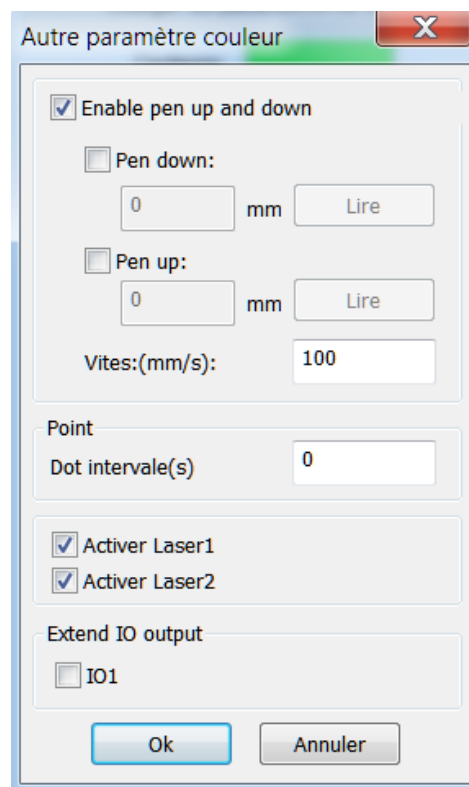 Autre paramètre couleur
Enable pen up and down
Pen down:
0 mm Lire
Pen up:
0 mm Lire
Vites:(mm/s): 100
Point
Dot intervale(s) 0
Activer Laser1
Activer Laser2
Extend IO output
IO1
Ok Annuler